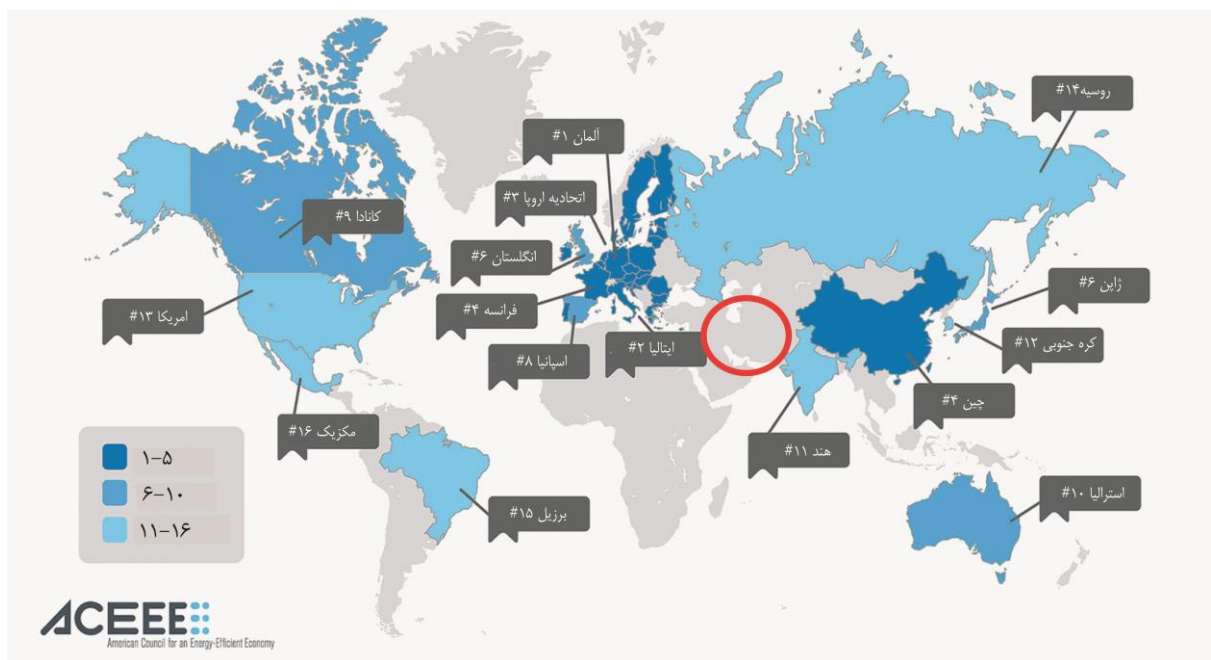 روسیه۱۴#
آلمان ۱#
اتحادیه اروپا ۳#
کانادا ۹#
انگلستان ۶#
ژاپن ۶#
فرانسه ۴#
امریکا ۱۳#
کره جنوبی ۱۲#
ایتالیا ۲#
اسپانیا ۸#
چین ۴#
مکزیک ۱۶#
هند ۱۱#
۱-۵
۶-۱۰
۱۱-۱۶
استرالیا ۱۰#
برزیل ۱۵#
ACEEE
American Council for an Energy-Efficient Economy